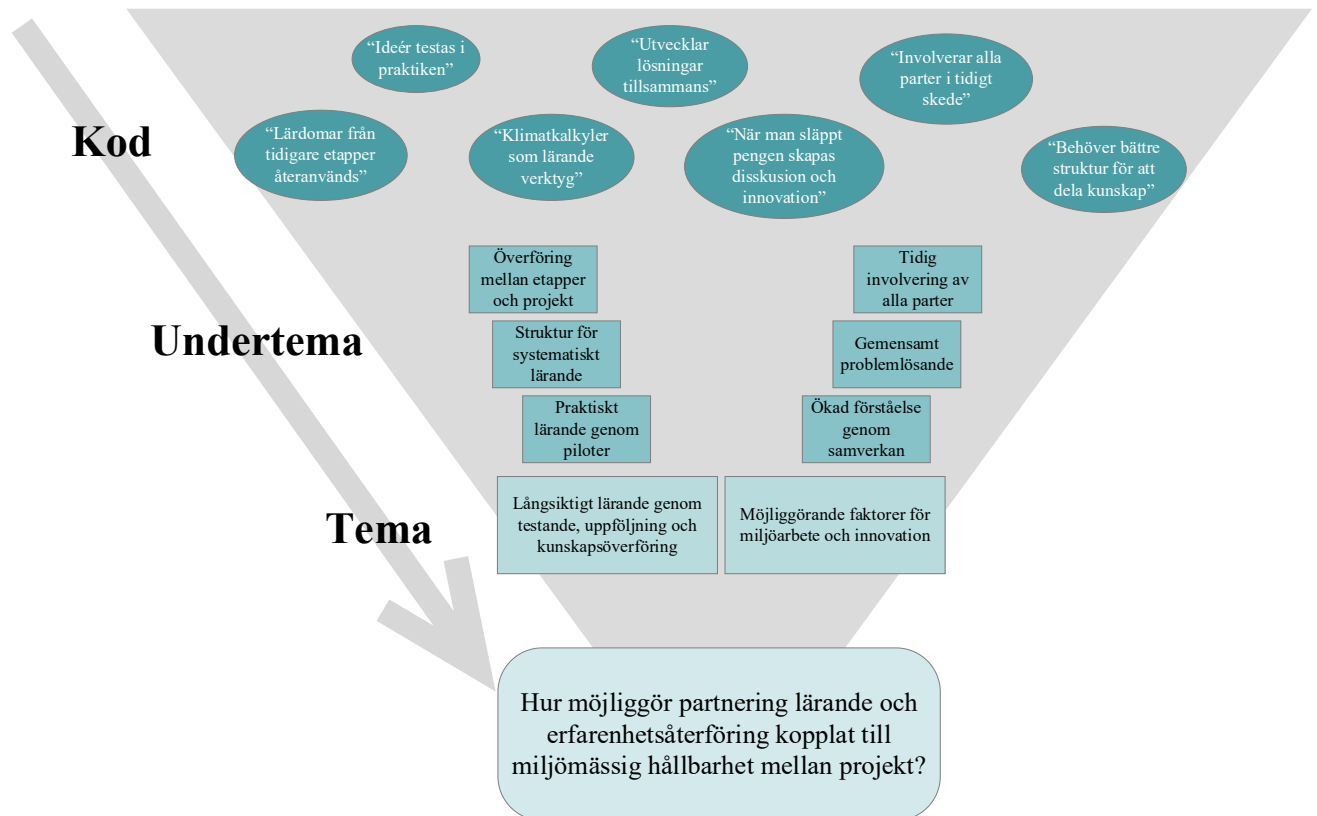 “Ideér testas i
praktiken”
“Utvecklar
lösningar
tillsammans”
“Involverar alla
parter i tidigt
skede”
Kod
“Lärdomar från
tidigare etapper
återanvänds”
“Klimatkalkyler
som lärande
verktyg”
“När man släppt
pengen skapas
disskusion och
innovation”
“Behöver bättre
struktur för att
dela kunskap”
Undertema
Överföring
mellan etapper
och projekt
Struktur för
systematiskt
lärande
Praktiskt
lärande genom
piloter
Tidig
involvering av
alla parter
Gemensamt
problemlösande
Ökad förståelse
genom
samverkan
Tema
Långsiktigt lärande genom
testande, uppföljning och
kunskapsöverföring
Möjliggörande faktorer för
miljöarbete och innovation
Hur möjliggör partnering lärande och
erfarenhetsåterföring kopplat till
miljömässig hållbarhet mellan projekt?